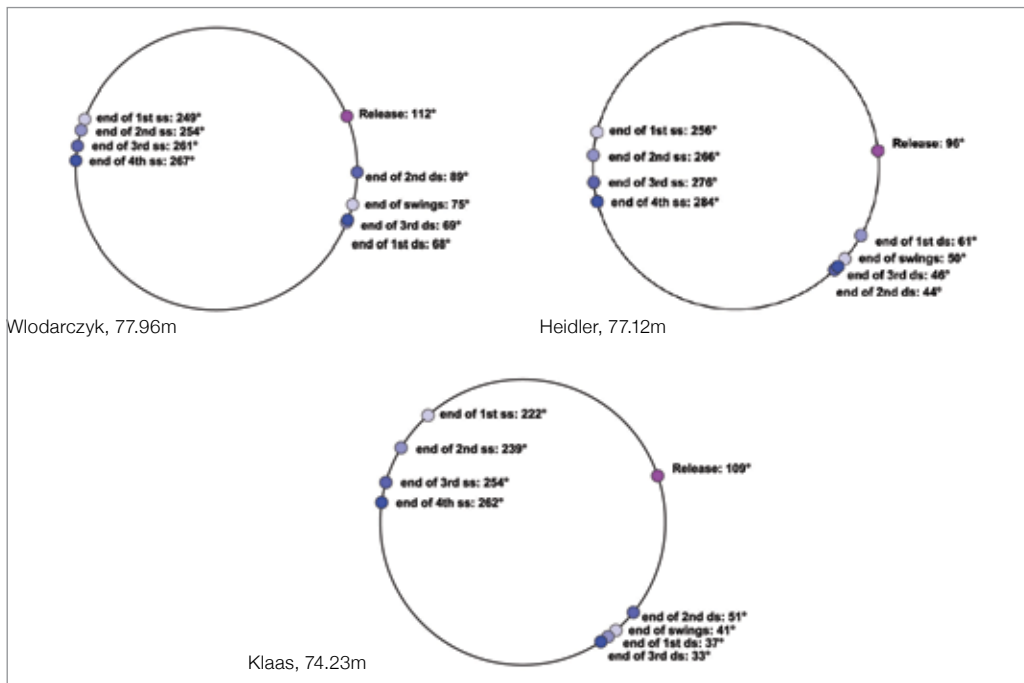 end of 1st ss: 249°
end of 2nd ss: 254°
end of 3rd ss: 261°
end of 4th ss: 267°
Release: 112°
end of 2nd ds: 89°
end of swings: 75°
end of 3rd ds: 69°
end of 1st ds: 68°
Wlodarczyk, 77.96m
end of 1st ss: 256°
end of 2nd ss: 266°
end of 3rd ss: 276°
end of 4th ss: 284°
Release: 96°
end of 1st ds: 61°
end of swings: 50°
end of 3rd ds: 46°
end of 2nd ds: 44°
Heidler, 77.12m
end of 1st ss: 222°
end of 2nd ss: 239°
end of 3rd ss: 254°
end of 4th ss: 262°
Release: 109°
end of 2nd ds: 51°
end of swings: 41°
end of 1st ds: 37°
end of 3rd ds: 33°
Klaas, 74.23m